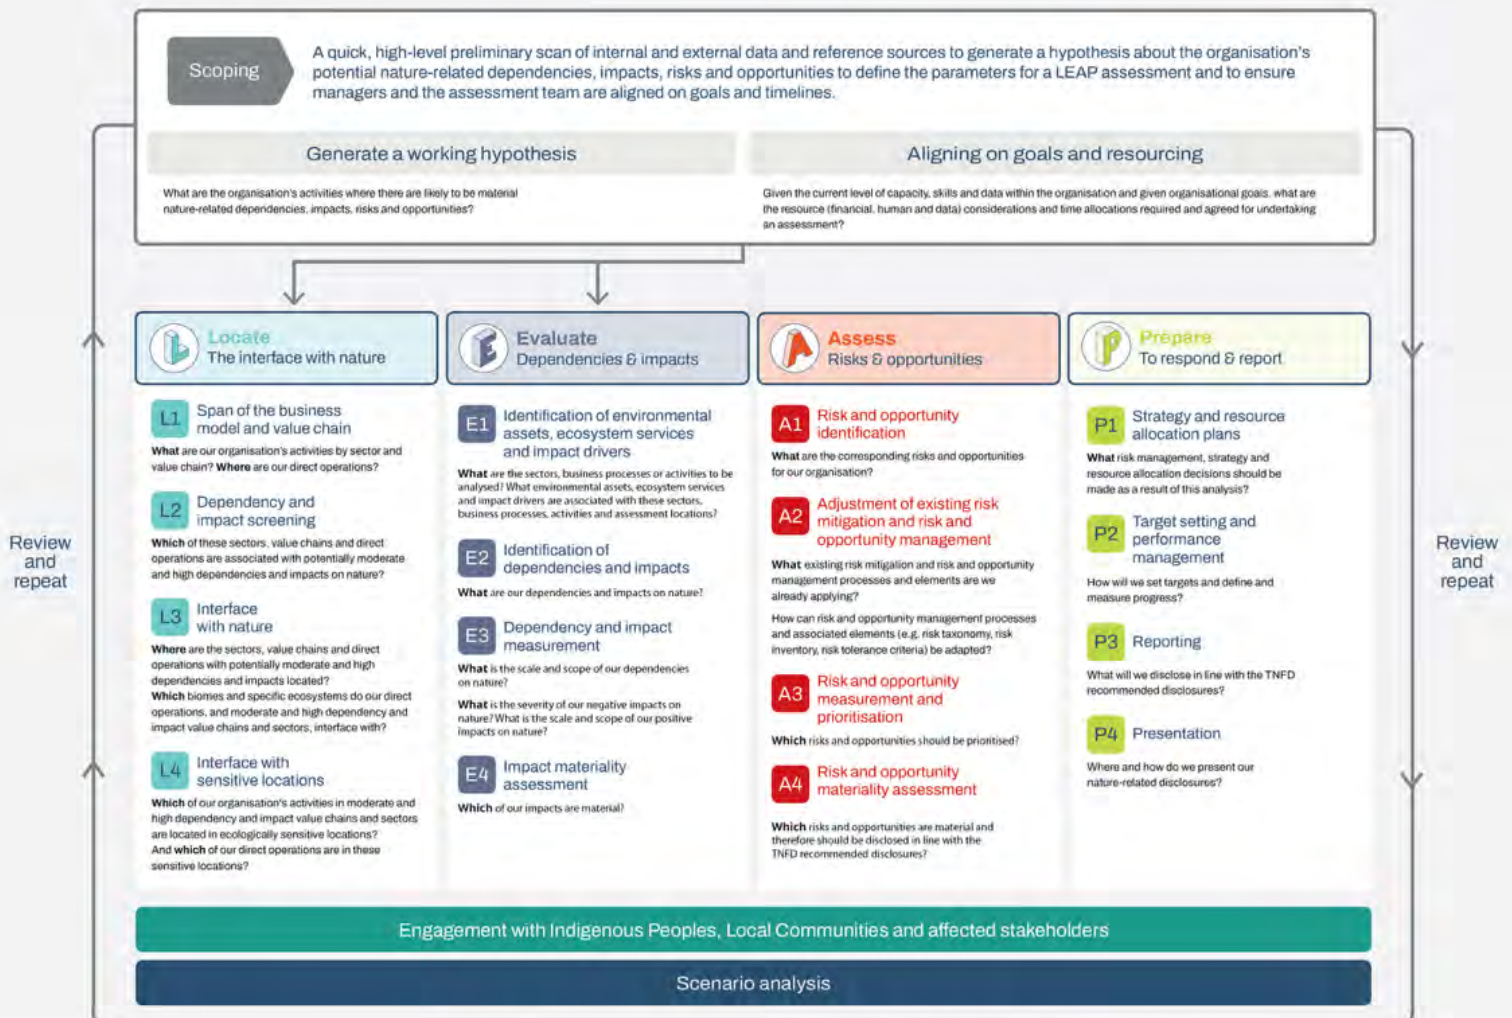 Scoping
A quick, high-level preliminary scan of internal and external data and reference sources to generate a hypothesis about the organisation's
potential nature-related dependencies, impacts, risks and opportunities to define the parameters for a LEAP assessment and to ensure
managers and the assessment team are aligned on goals and timelines.
Generate a working hypothesis
What are the organisation's activities where there are likely to be material
nature-related dependencies, impacts, risks and opportunities?
Aligning on goals and resourcing
Given the current level of capacity, skills and data within the organisation and given organisational goals, what are
the resource (financial, human and data) considerations and time allocations required and agreed for undertaking
an assessment?
Review
and
repeat
L
Locate
The interface with nature
L1
Span of the business
model and value chain
What are our organisation's activities by sector and
value chain? Where are our direct operations?
L2
Dependency and
impact screening
Which of these sectors, value chains and direct
operations are associated with potentially moderate
and high dependencies and impacts on nature?
L3
Interface
with nature
Where are the sectors, value chains and direct
operations with potentially moderate and high
dependencies and impacts located?
Which biomes and specific ecosystems do our direct
operations, and moderate and high dependency and
impact value chains and sectors, interface with?
L4
Interface with
sensitive locations
Which of our organisation's activities in moderate and
high dependency and impact value chains and sectors
are located in ecologically sensitive locations?
And which of our direct operations are in these
sensitive locations?
E
Evaluate
Dependencies & impacts
E1
Identification of environmental
assets, ecosystem services
and impact drivers
What are the sectors, business processes or activities to be
analysed? What environmental assets, ecosystem services
and impact drivers are associated with these sectors,
business processes, activities and assessment locations?
E2
Identification of
dependencies and impacts
What are our dependencies and impacts on nature?
E3
Dependency and impact
measurement
What is the scale and scope of our dependencies
on nature?
What is the severity of our negative impacts on
nature? What is the scale and scope of our positive
impacts on nature?
E4
Impact materiality
assessment
Which of our impacts are material?
A
Assess
Risks & opportunities
A1
Risk and opportunity
identification
What are the corresponding risks and opportunities
for our organisation?
A2
Adjustment of existing risk
mitigation and risk and
opportunity management
What existing risk mitigation and risk and opportunity
management processes and elements are we
already applying?
How can risk and opportunity management processes
and associated elements (e.g. risk taxonomy, risk
inventory, risk tolerance criteria) be adapted?
A3
Risk and opportunity
measurement and
prioritisation
Which risks and opportunities should be prioritised?
A4
Risk and opportunity
materiality assessment
Which risks and opportunities are material and
therefore should be disclosed in line with the
TNFD recommended disclosures?
P
Prepare
To respond & report
P1
Strategy and resource
allocation plans
What risk management, strategy and
resource allocation decisions should be
made as a result of this analysis?
P2
Target setting and
performance
management
How will we set targets and define and
measure progress?
P3
Reporting
What will we disclose in line with the TNFD
recommended disclosures?
P4
Presentation
Where and how do we present our
nature-related disclosures?
Review
and
repeat
Engagement with Indigenous Peoples, Local Communities and affected stakeholders
Scenario analysis